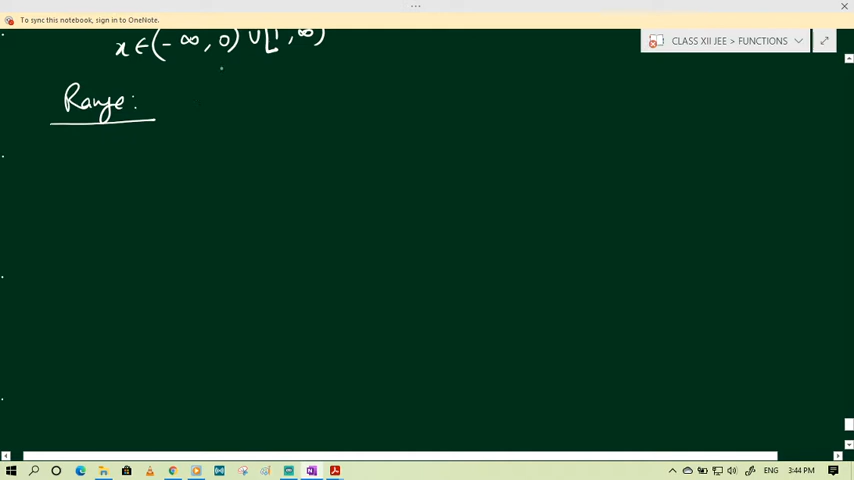 To sync this notebook, sign in to OneNote.
x ∈ (-∞, 0) ∪ [1, ∞)
CLASS XII JEE > FUNCTIONS
Range:
ENG
3:44 PM